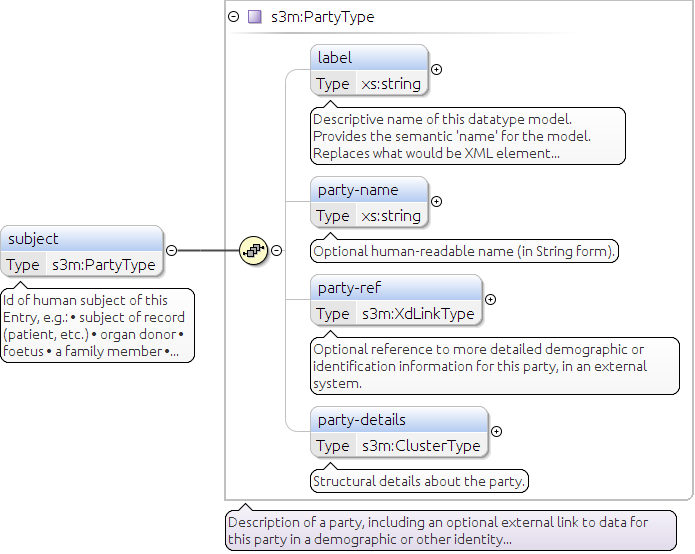 s3m:PartyType
label
Type xs:string
Descriptive name of this datatype model.
Provides the semantic 'name' for the model.
Replaces what would be XML element...
party-name
Type xs:string
Optional human-readable name (in String form).
subject
Type s3m:PartyType
Id of human subject of this
Entry, e.g.: • subject of record
(patient, etc.) • organ donor •
foetus • a family member •...
party-ref
Type s3m:XdLinkType
Optional reference to more detailed demographic or
identification information for this party, in an external
system.
party-details
Type s3m:ClusterType
Structural details about the party.
Description of a party, including an optional external link to data for
this party in a demographic or other identity...